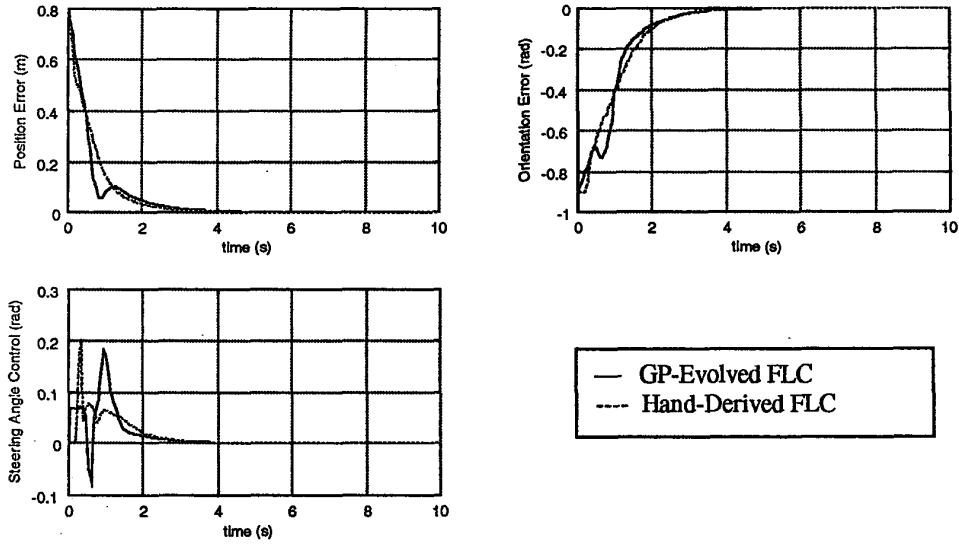 0.8
0.6
0.4
0.2
0
Position Error (m)
0 2 4 6 8 10
time (s)
0
-0.2
-0.4
-0.6
-0.8
-1
Orientation Error (rad)
0 2 4 6 8 10
time (s)
0.3
0.2
0.1
0
-0.1
Steering Angle Control (rad)
0 2 4 6 8 10
time (s)
GP-Evolved FLC
Hand-Derived FLC